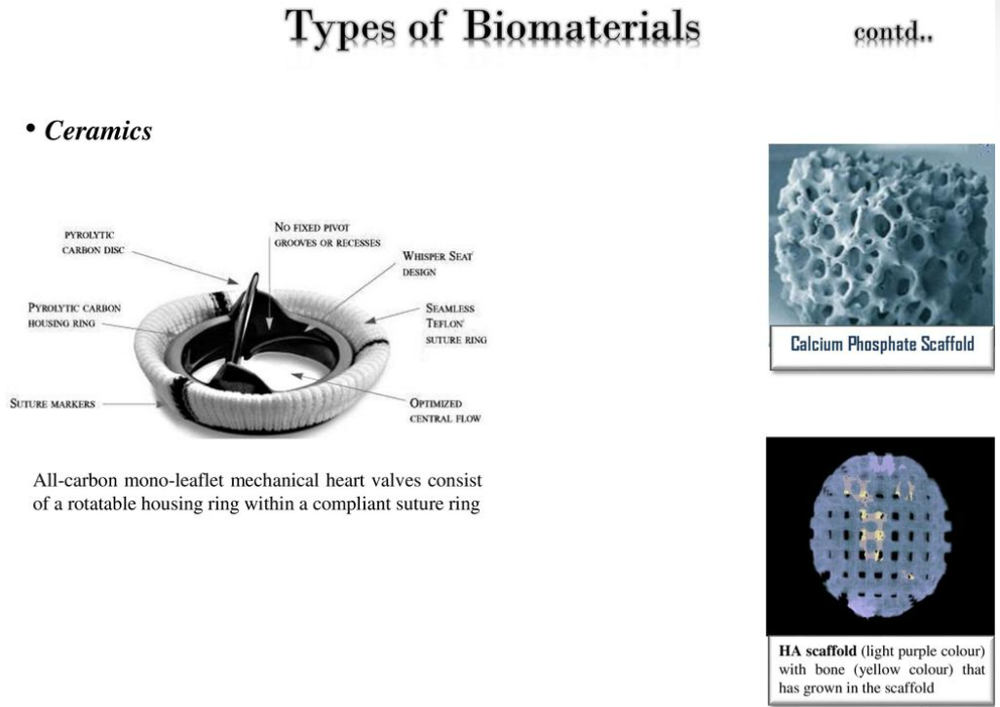 Types of Biomaterials contd..
• Ceramics
PYROLYTIC
CARBON DISC
NO FIXED PIVOT
GROOVES OR RECESSES
WHISPER SEAT
DESIGN
PYROLYTIC CARBON
HOUSING RING
SEAMLESS
TEFLON
SUTURE RING
SUTURE MARKERS
OPTIMIZED
CENTRAL FLOW
All-carbon mono-leaflet mechanical heart valves consist
of a rotatable housing ring within a compliant suture ring
Calcium Phosphate Scaffold
HA scaffold (light purple colour)
with bone (yellow colour) that
has grown in the scaffold